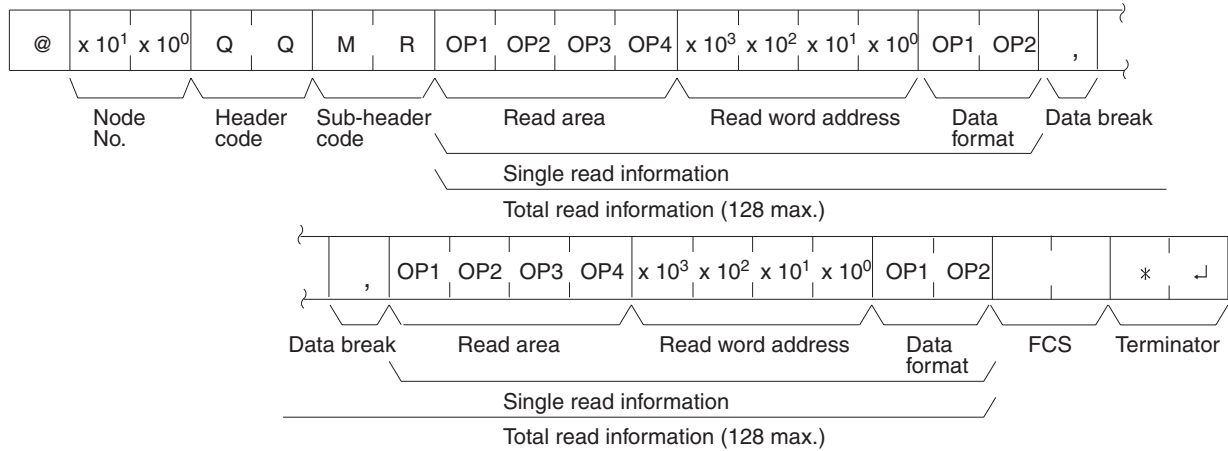 @ x 10¹ x 10⁰ Q Q M R OP1 OP2 OP3 OP4 x 10³ x 10² x 10¹ x 10⁰ OP1 OP2 ,
Node No. Header code Sub-header code Read area Read word address Data format Data break
Single read information
Total read information (128 max.)
, OP1 OP2 OP3 OP4 x 10³ x 10² x 10¹ x 10⁰ OP1 OP2 * ↵
Data break Read area Read word address Data format FCS Terminator
Single read information
Total read information (128 max.)